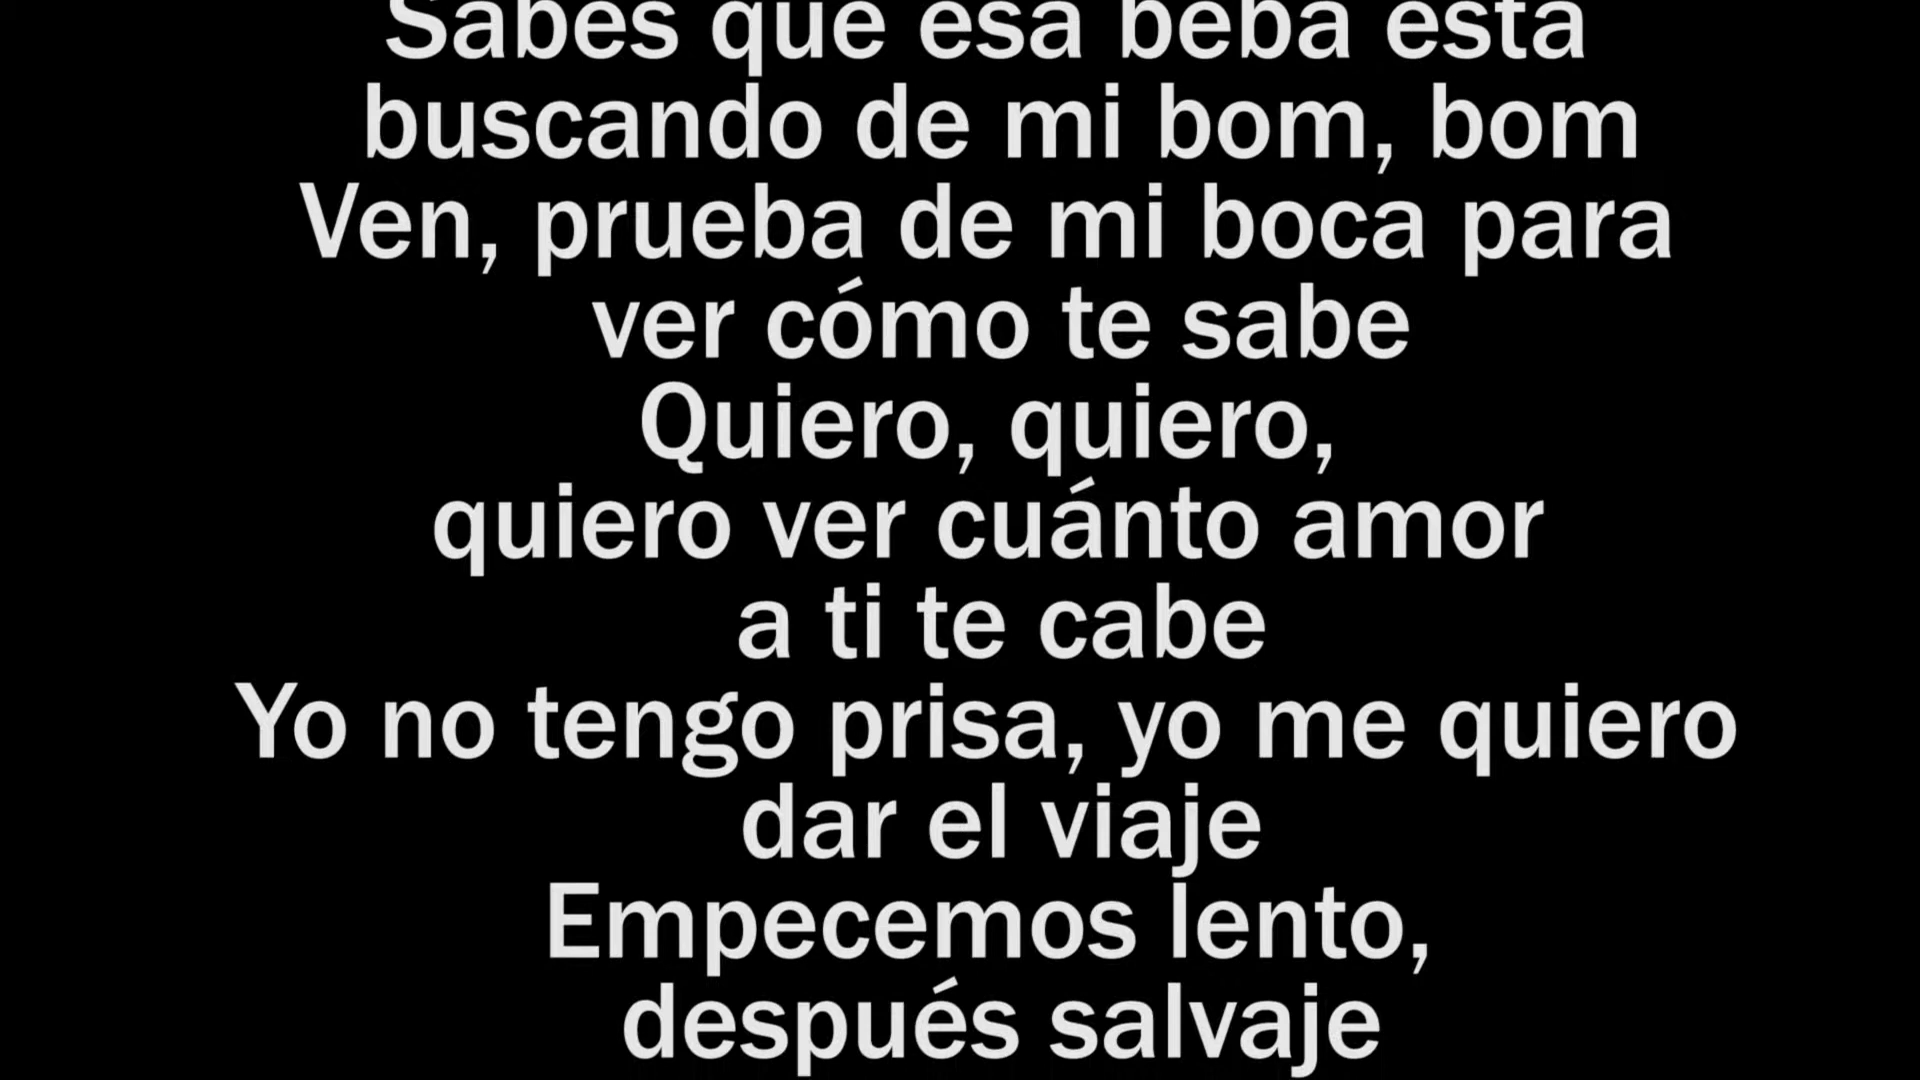 Sabes que esa beba está
buscando de mi bom, bom
Ven, prueba de mi boca para
ver cómo te sabe
Quiero, quiero,
quiero ver cuánto amor
a ti te cabe
Yo no tengo prisa, yo me quiero
dar el viaje
Empecemos lento,
después salvaje